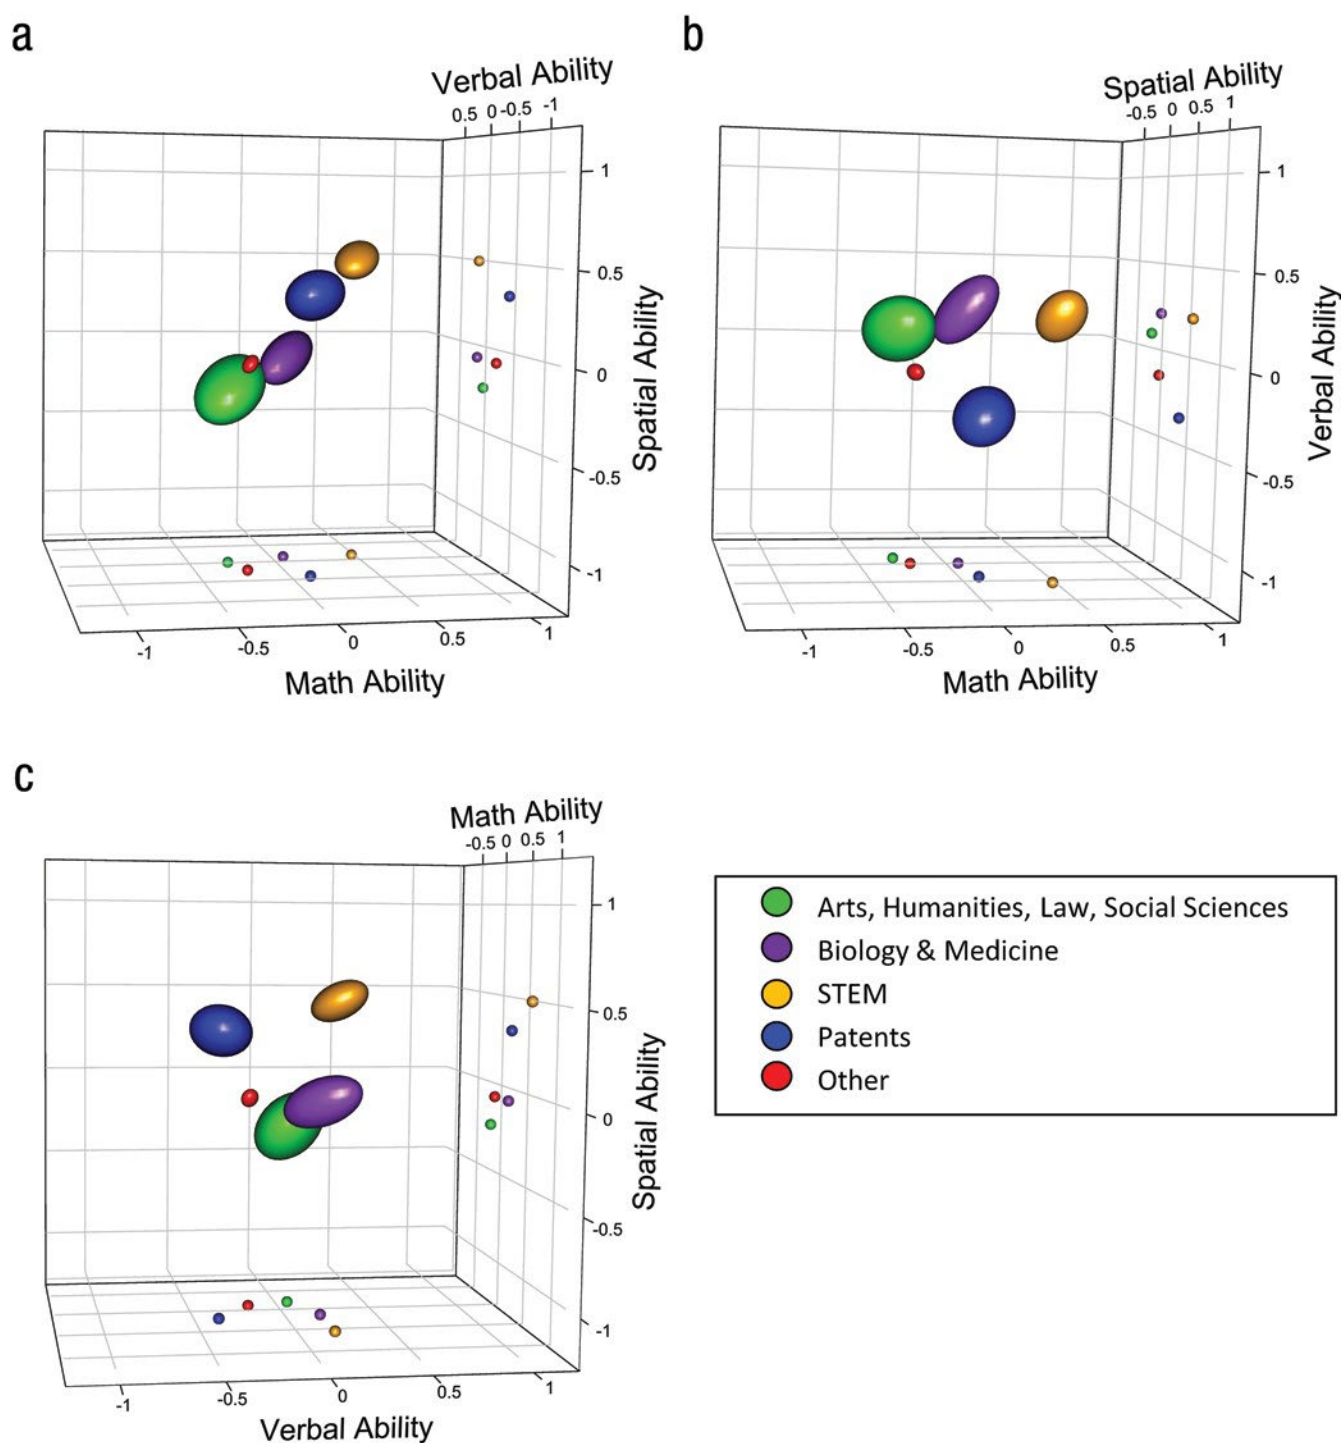 a
Verbal Ability
0.5 0 -0.5 -1
1
0.5
0
-0.5
-1
Spatial Ability
-1 -0.5 0 0.5 1
Math Ability
b
Spatial Ability
-0.5 0 0.5 1
1
0.5
0
-0.5
-1
Verbal Ability
-1 -0.5 0 0.5 1
Math Ability
c
Math Ability
-0.5 0 0.5 1
1
0.5
0
-0.5
-1
Spatial Ability
-1 -0.5 0 0.5 1
Verbal Ability
Arts, Humanities, Law, Social Sciences
Biology & Medicine
STEM
Patents
Other